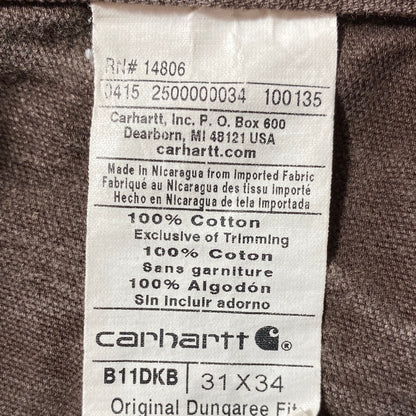 RN# 14806
0415 2500000034 100135
Carhartt, Inc. P. O. Box 600
Dearborn, MI 48121 USA
carhartt.com
Made in Nicaragua from Imported Fabric
Fabriqué au Nicaragua des tissu importé
Hecho en Nicaragua de tela importada
100% Cotton
Exclusive of Trimming
100% Coton
Sans garniture
100% Algodón
Sin incluir adorno
carhartt ®
B11DKB 31 X 34
Original Dungaree Fit